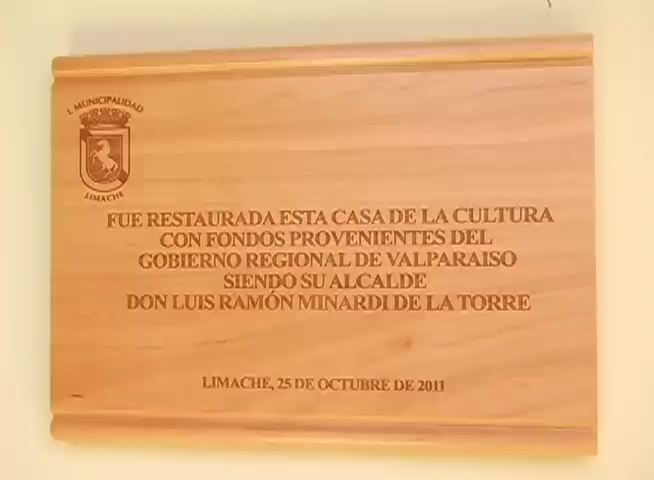 I. MUNICIPALIDAD
LIMACHE
FUE RESTAURADA ESTA CASA DE LA CULTURA
CON FONDOS PROVENIENTES DEL
GOBIERNO REGIONAL DE VALPARAISO
SIENDO SU ALCALDE
DON LUIS RAMÓN MINARDI DE LA TORRE
LIMACHE, 25 DE OCTUBRE DE 2011